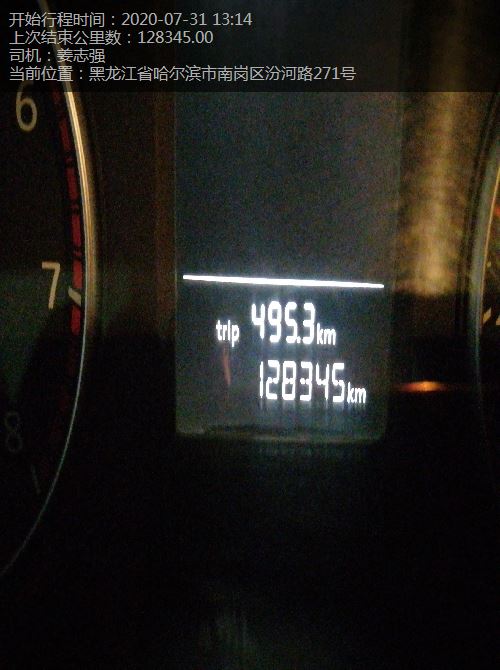 开始行程时间：2020-07-31 13:14
上次结束公里数：128345.00
司机：姜志强
当前位置：黑龙江省哈尔滨市南岗区汾河路271号
6
7
8
trip 495.3km
128345km